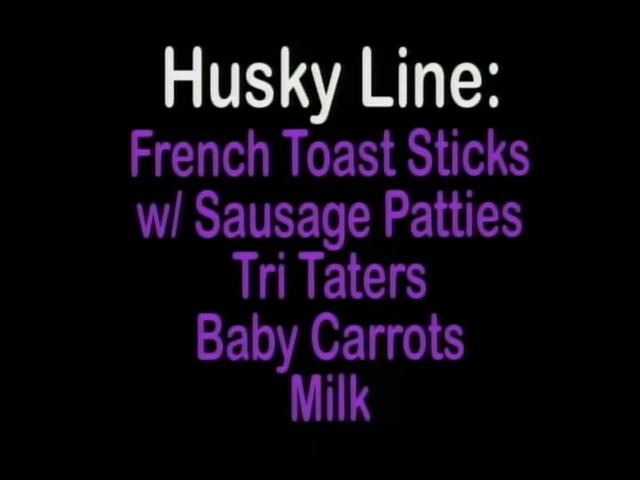 Husky Line:
French Toast Sticks
w/ Sausage Patties
Tri Taters
Baby Carrots
Milk